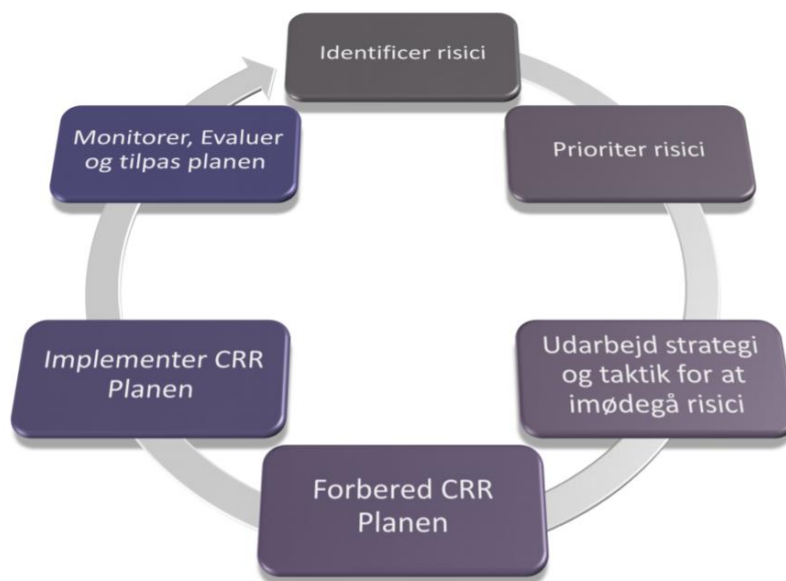 Identificer risici
Prioriter risici
Udarbejd strategi
og taktik for at
imødegå risici
Forbered CRR
Planen
Implementer CRR
Planen
Monitorer, Evaluer
og tilpas planen